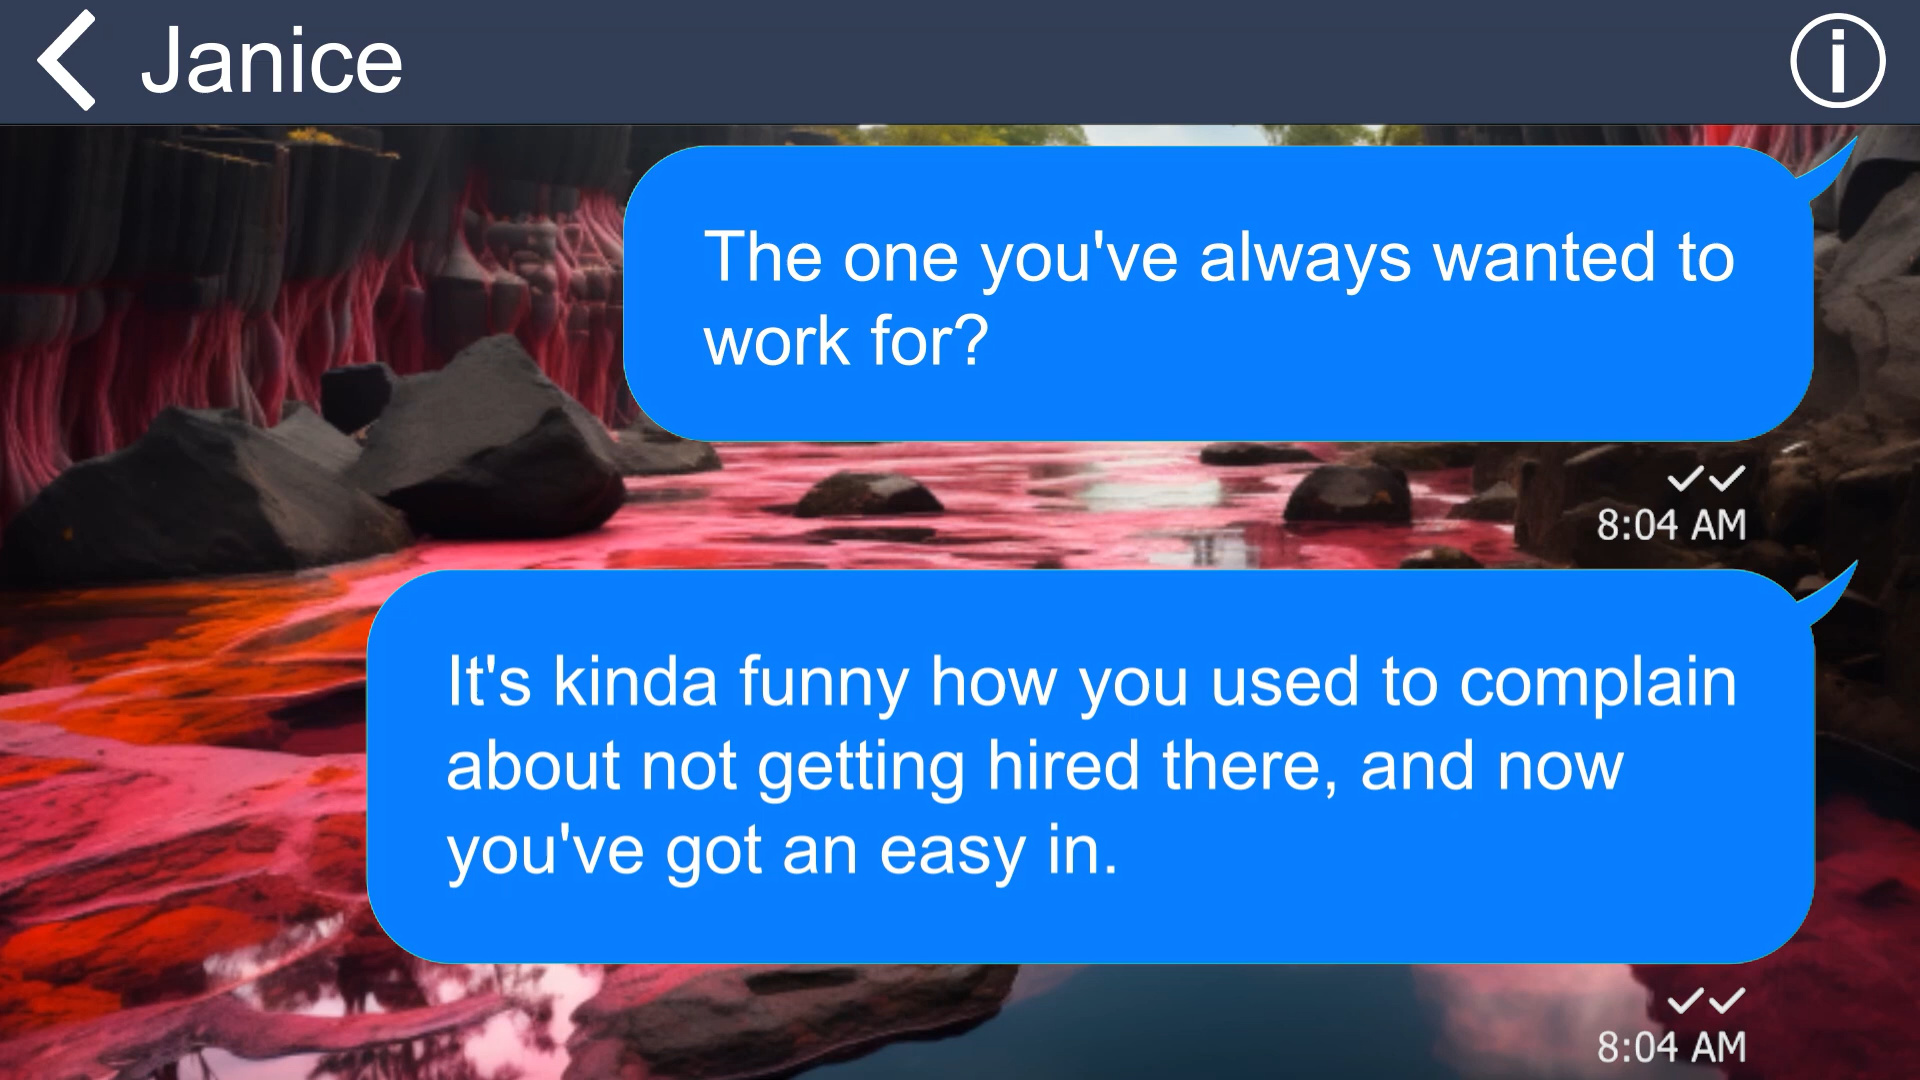 Janice
The one you've always wanted to
work for?
8:04 AM
It's kinda funny how you used to complain
about not getting hired there, and now
you've got an easy in.
8:04 AM